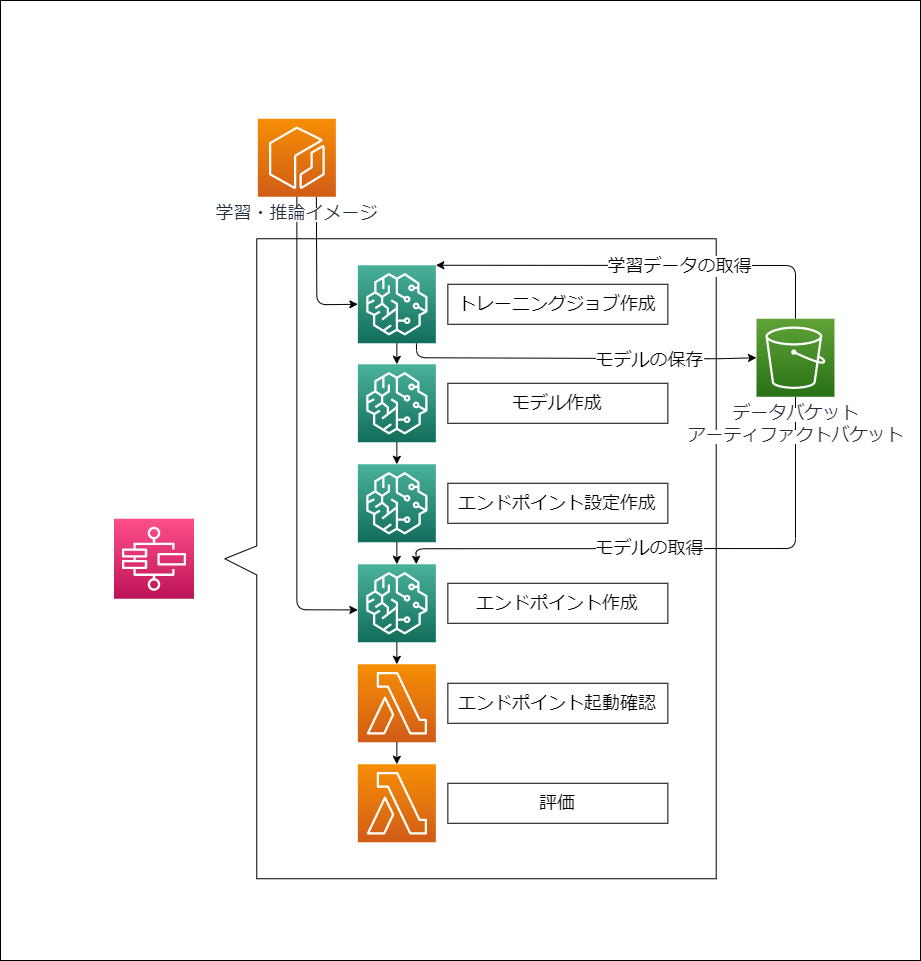 学習・推論イメージ
学習データの取得
トレーニングジョブ作成
モデルの保存
モデル作成
データバケット
アーティファクトバケット
エンドポイント設定作成
モデルの取得
エンドポイント作成
エンドポイント起動確認
評価